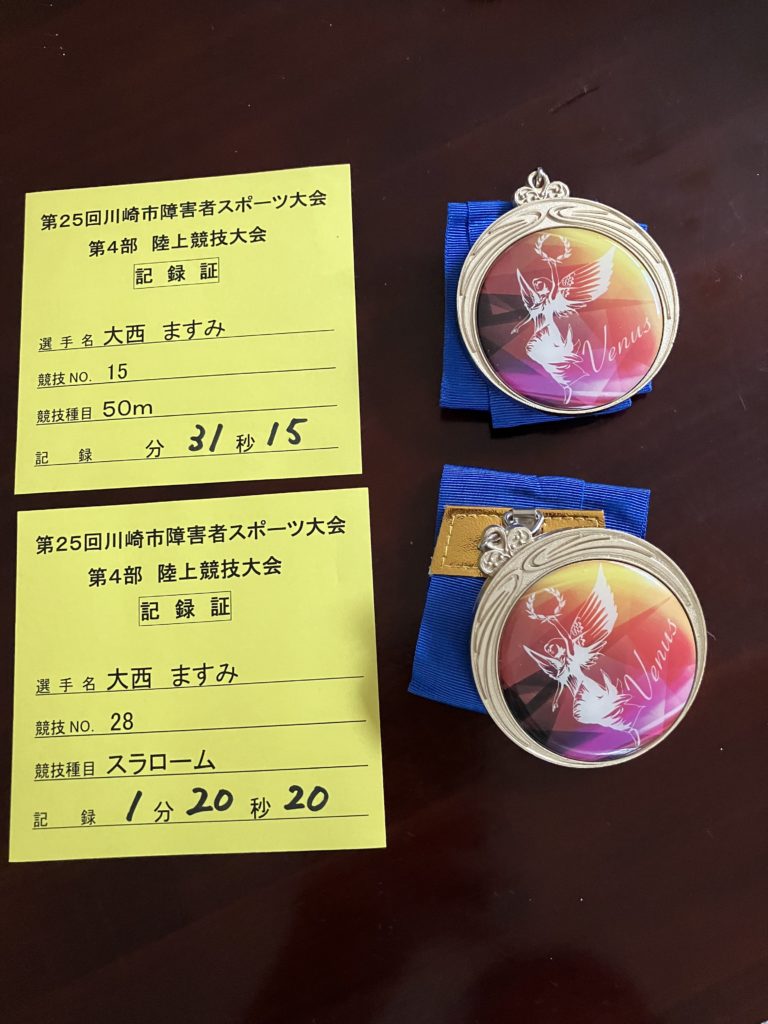 第25回川崎市障害者スポーツ大会
第4部 陸上競技大会
記録証
選手名 大西 ますみ
競技NO. 15
競技種目 50m
記 録 分 31 秒 15
第25回川崎市障害者スポーツ大会
第4部 陸上競技大会
記録証
選手名 大西 ますみ
競技NO. 28
競技種目 スラローム
記 録 1 分 20 秒 20
Venus
Venus